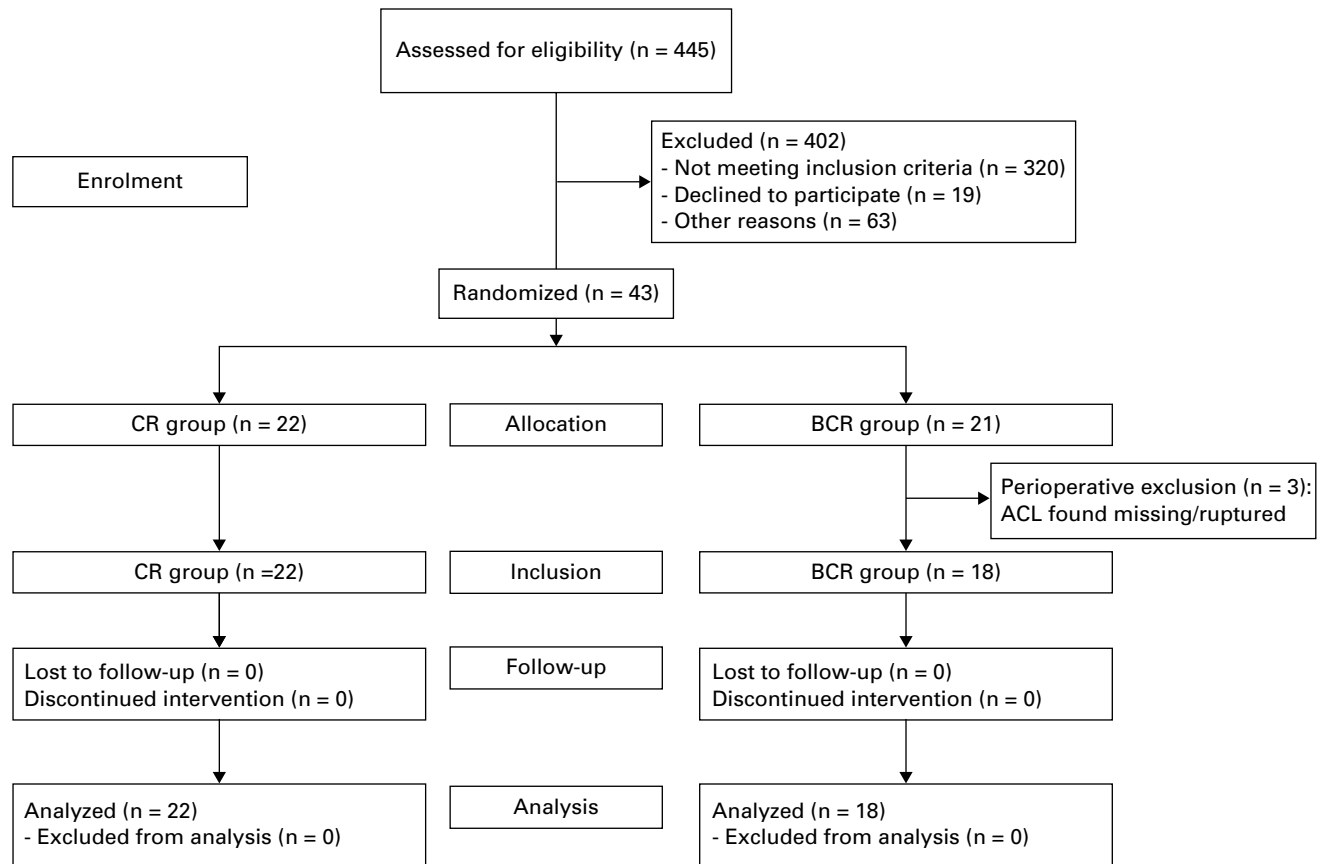 Assessed for eligibility (n = 445)
Excluded (n = 402)
- Not meeting inclusion criteria (n = 320)
- Declined to participate (n = 19)
- Other reasons (n = 63)
Enrolment
Randomized (n = 43)
CR group (n = 22)
Allocation
BCR group (n = 21)
Perioperative exclusion (n = 3):
ACL found missing/ruptured
CR group (n =22)
Inclusion
BCR group (n = 18)
Lost to follow-up (n = 0)
Discontinued intervention (n = 0)
Follow-up
Lost to follow-up (n = 0)
Discontinued intervention (n = 0)
Analyzed (n = 22)
- Excluded from analysis (n = 0)
Analysis
Analyzed (n = 18)
- Excluded from analysis (n = 0)